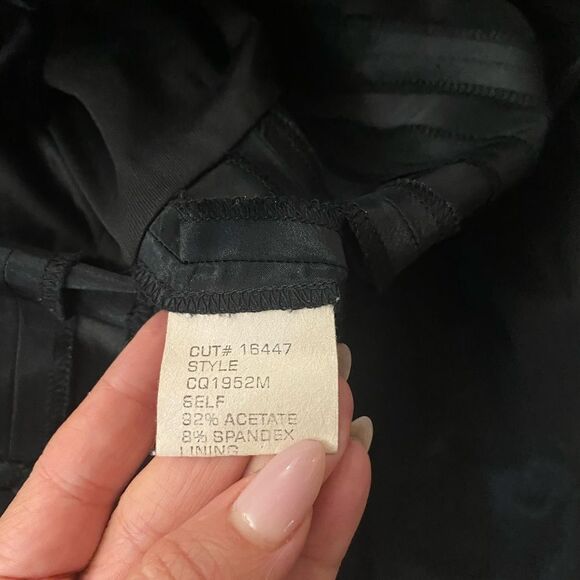 CUT# 16447
STYLE
CQ1952M
SELF
92% ACETATE
8% SPANDEX
LINING